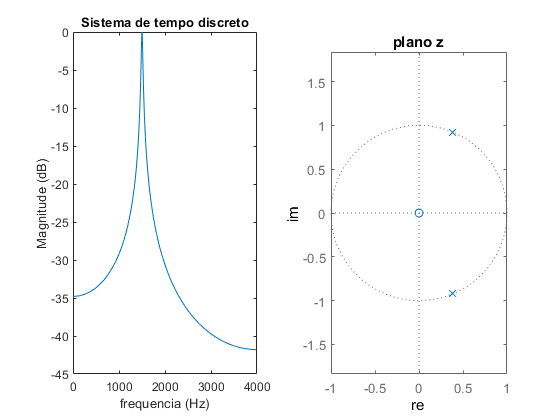 Sistema de tempo discreto
0
-5
-10
-15
-20
-25
-30
-35
-40
-45
Magnitude (dB)
0 1000 2000 3000 4000
frequencia (Hz)
plano z
1.5
1
0.5
0
-0.5
-1
-1.5
im
-1 -0.5 0 0.5 1
re